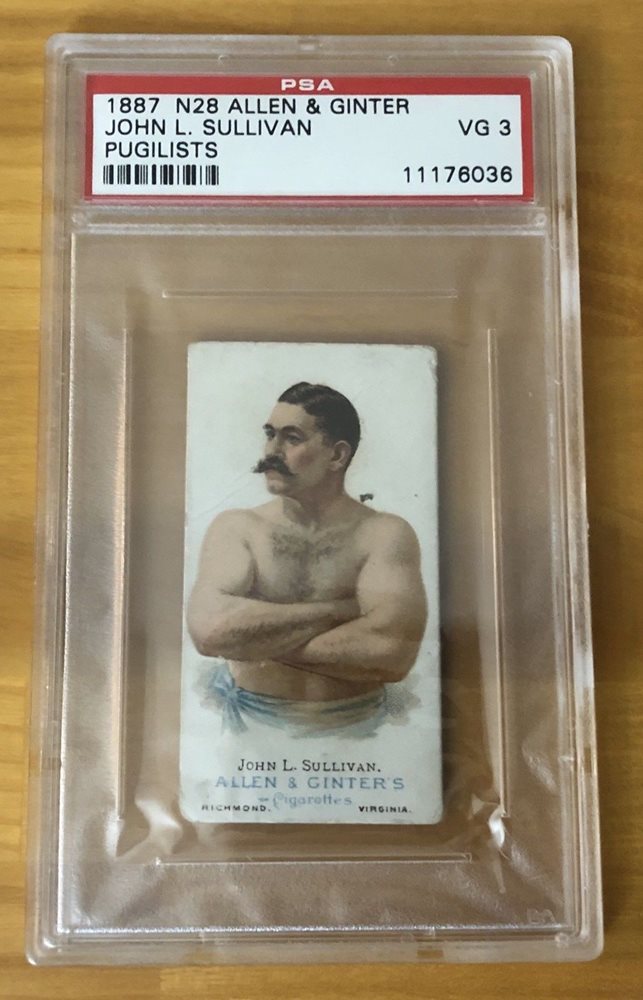 PSA
1887 N28 ALLEN & GINTER
JOHN L. SULLIVAN VG 3
PUGILISTS
11176036
JOHN L. SULLIVAN.
ALLEN & GINTER'S
Cigarettes
RICHMOND. VIRGINIA.